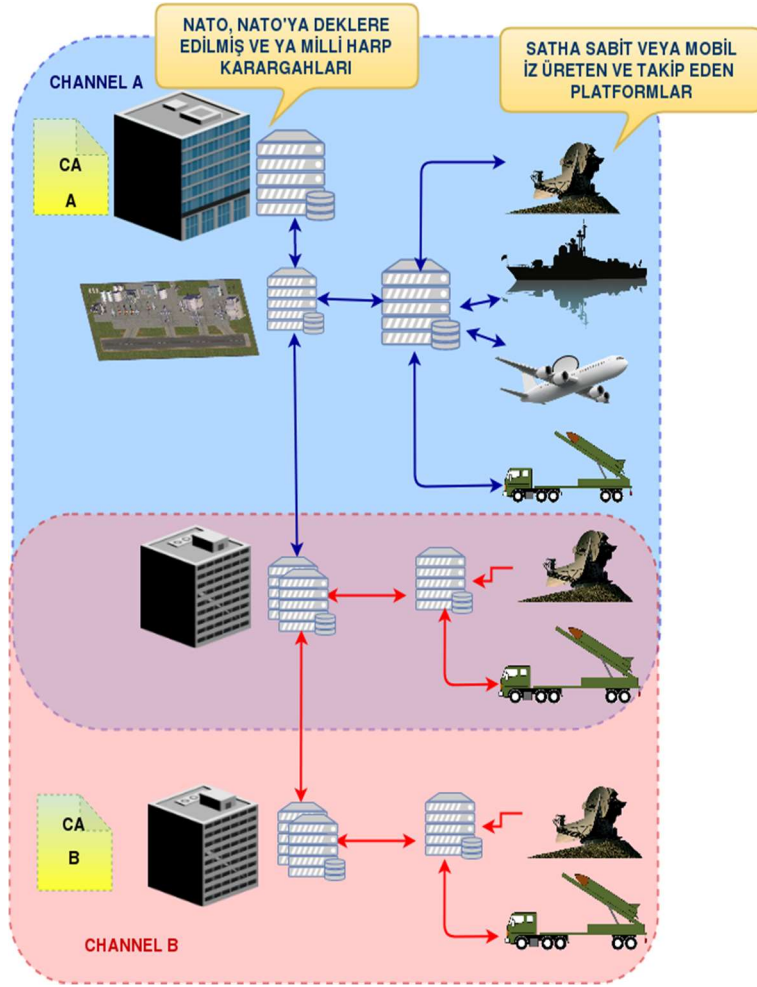 NATO, NATO'YA DEKLERE
EDİLMİŞ VE YA MİLLİ HARP
KARARGAHLARI
SATHA SABİT VEYA MOBİL
İZ ÜRETEN VE TAKİP EDEN
PLATFORMLAR
CHANNEL A
CA
A
CA
B
CHANNEL B